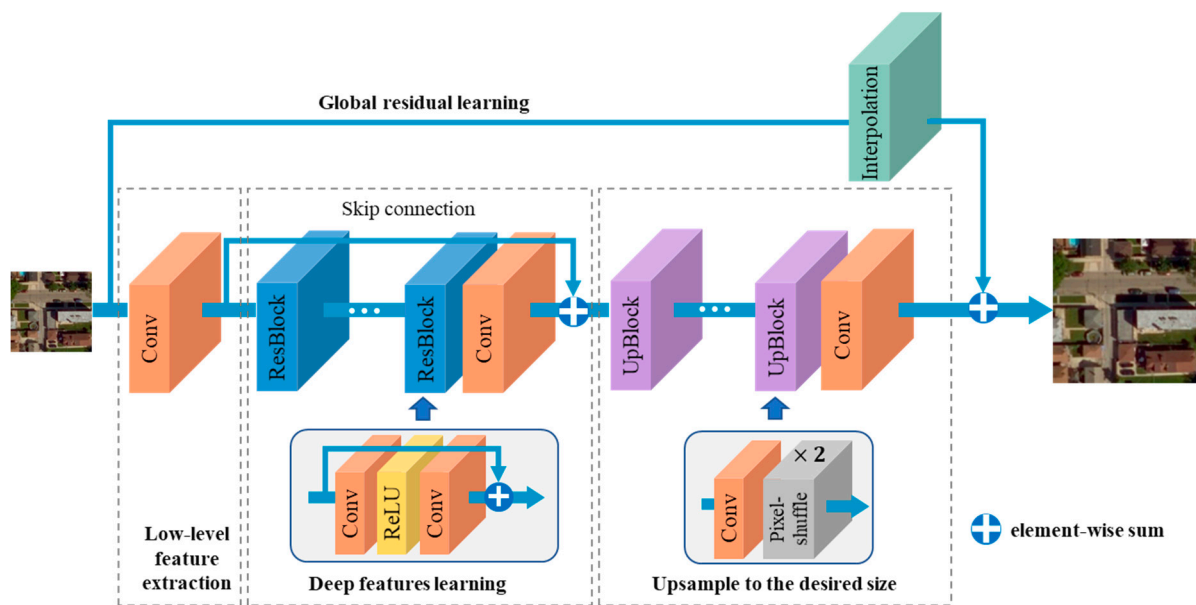 Global residual learning
Interpolation
Skip connection
Conv
ResBlock
...
ResBlock
Conv
UpBlock
...
UpBlock
Conv
Conv
ReLU
Conv
Conv
× 2
Pixel-
shuffle
Low-level
feature
extraction
Deep features learning
Upsample to the desired size
element-wise sum